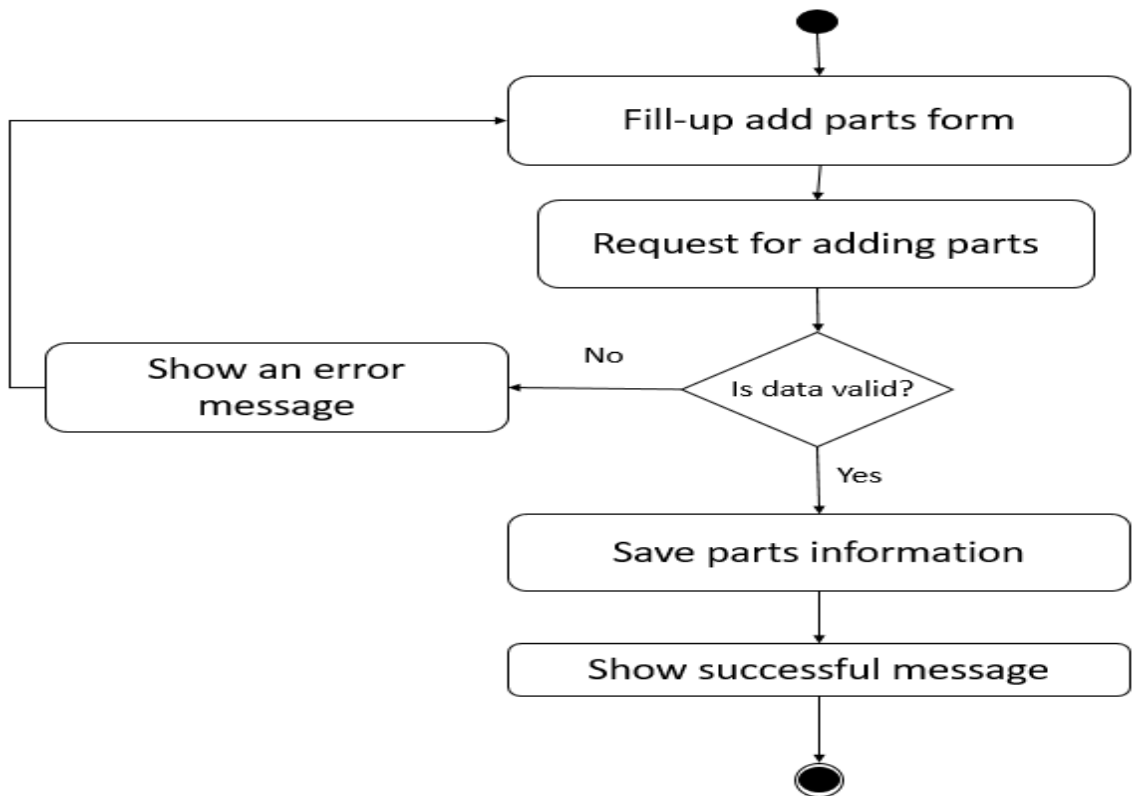 Fill-up add parts form
Request for adding parts
No
Show an error
message
Is data valid?
Yes
Save parts information
Show successful message